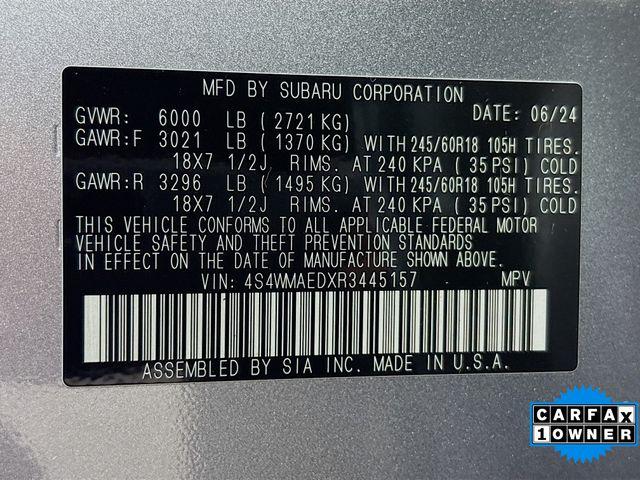 MFD BY SUBARU CORPORATION
GVWR: 6000 LB ( 2721 KG) DATE: 06/24
GAWR:F 3021 LB ( 1370 KG) WITH 245/60R18 105H TIRES.
18X7 1/2J RIMS. AT 240 KPA ( 35 PSI) COLD
GAWR:R 3296 LB ( 1495 KG) WITH 245/60R18 105H TIRES.
18X7 1/2J RIMS. AT 240 KPA ( 35 PSI) COLD
THIS VEHICLE CONFORMS TO ALL APPLICABLE FEDERAL MOTOR
VEHICLE SAFETY AND THEFT PREVENTION STANDARDS
IN EFFECT ON THE DATE OF MANUFACTURE SHOWN ABOVE.
VIN: 4S4WMAEDXR3445157 MPV
ASSEMBLED BY SIA INC. MADE IN U.S.A.
CARFAX
1 OWNER